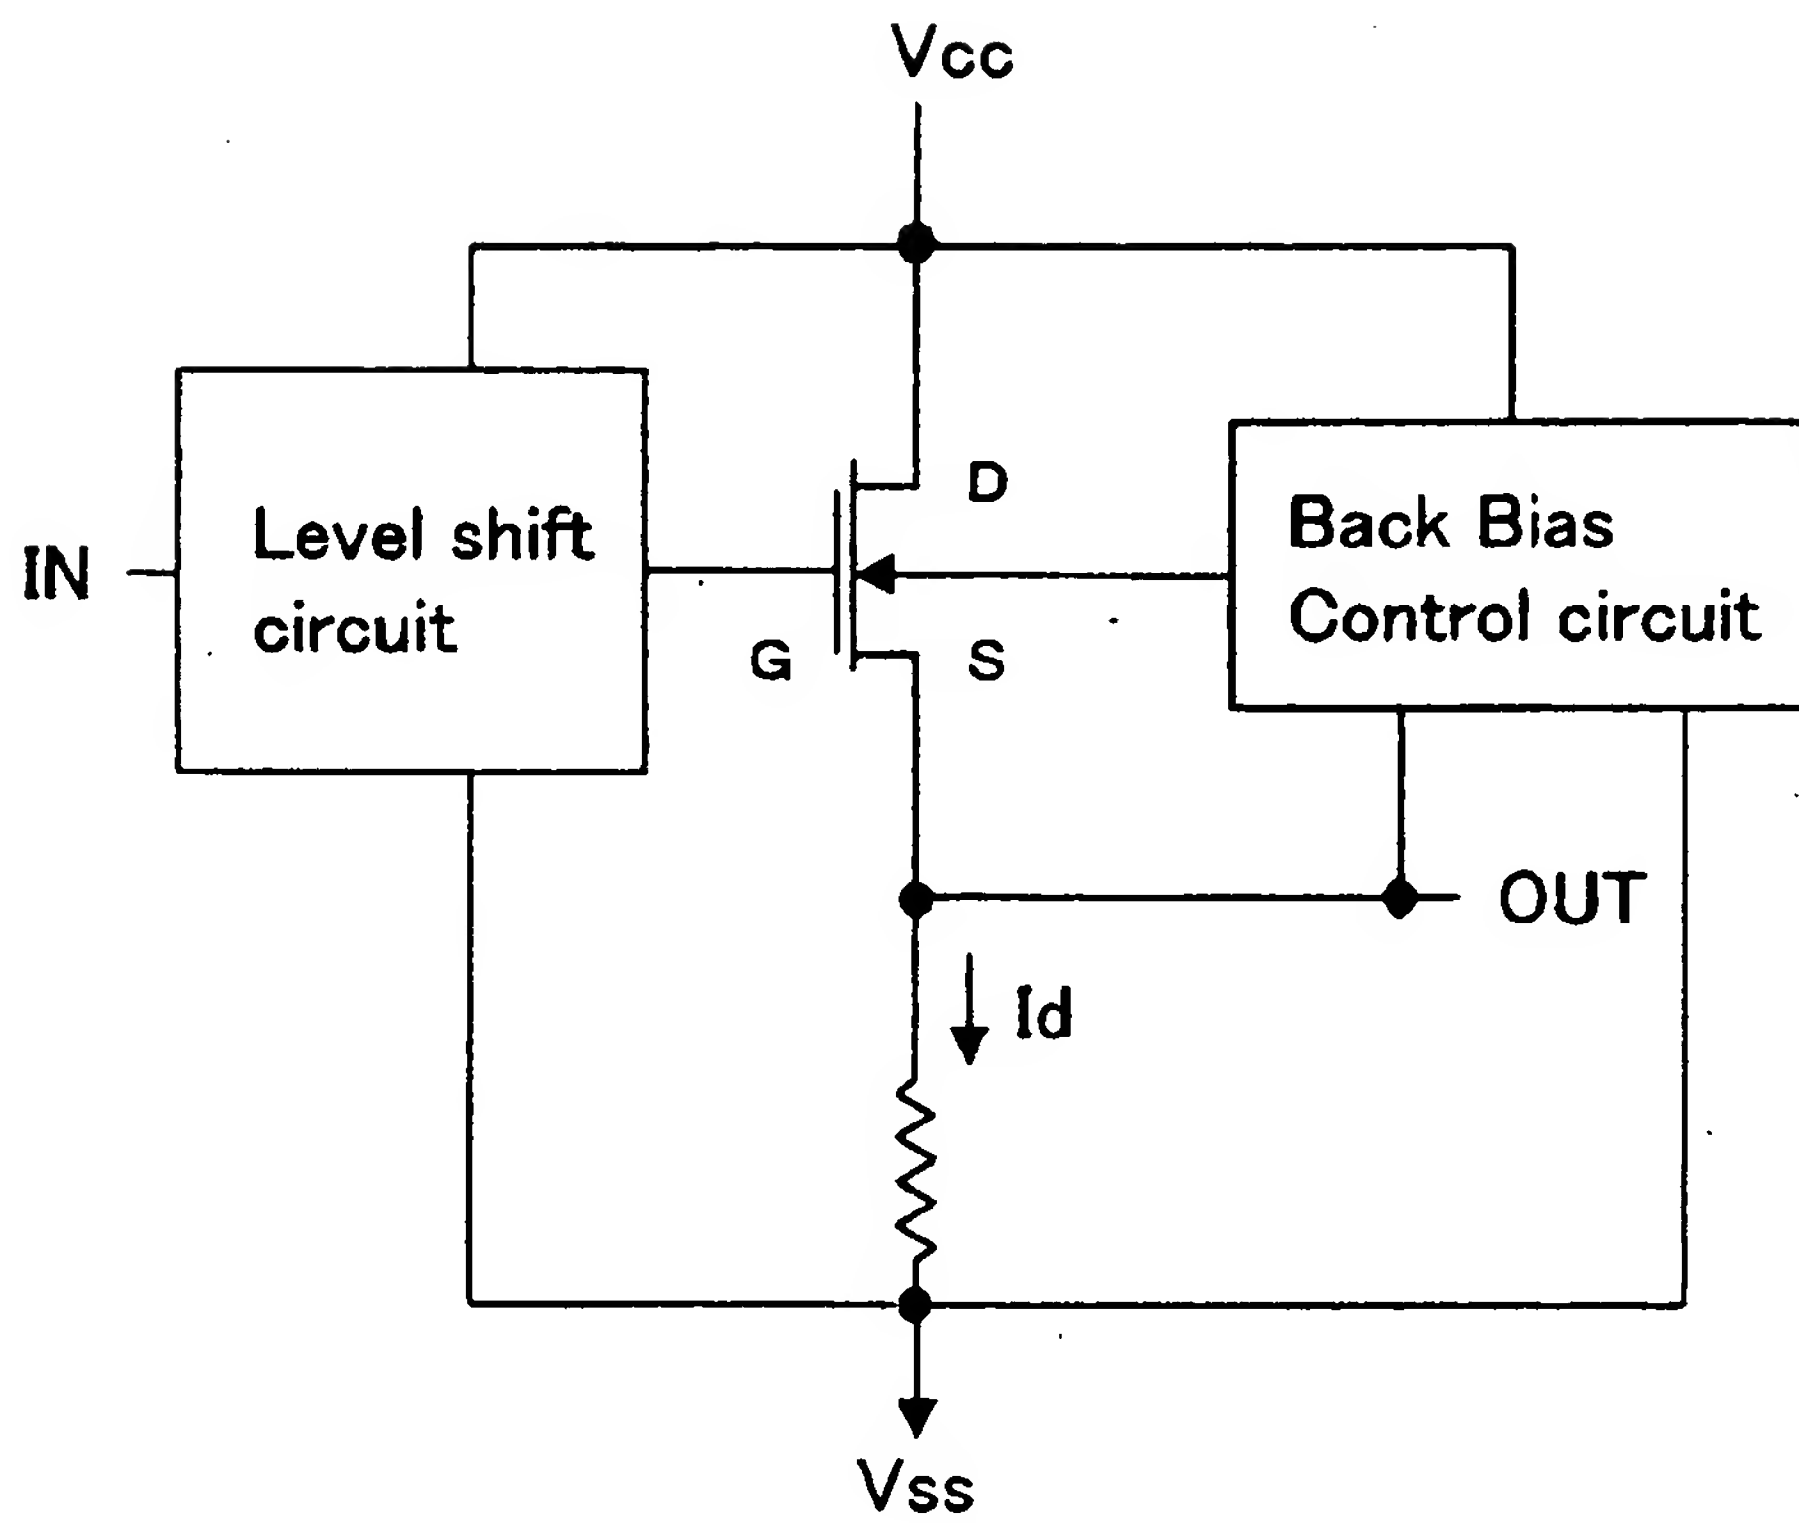 Vcc
D
Level shift
circuit
IN
Back Bias
Control circuit
G
S
OUT
Id
Vss